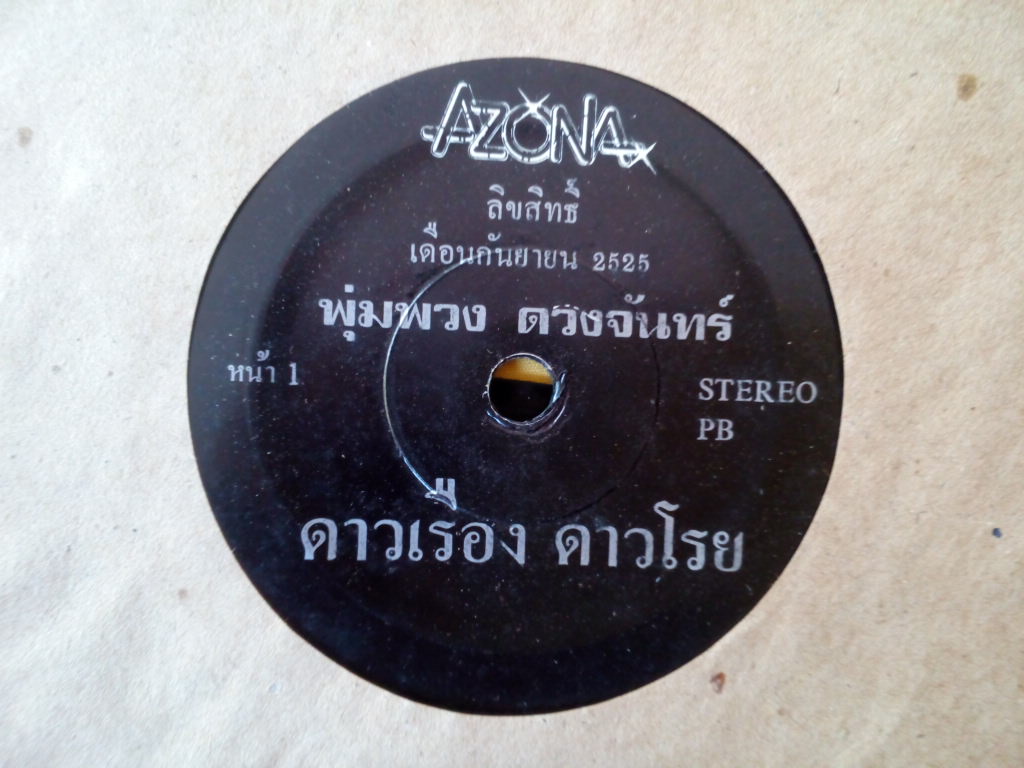 AZONA
ลิขสิทธิ์
เดือนกันยายน 2525
พุ่มพวง ดวงจันทร์
หน้า 1
STEREO
PB
ดาวเรือง ดาวโรย